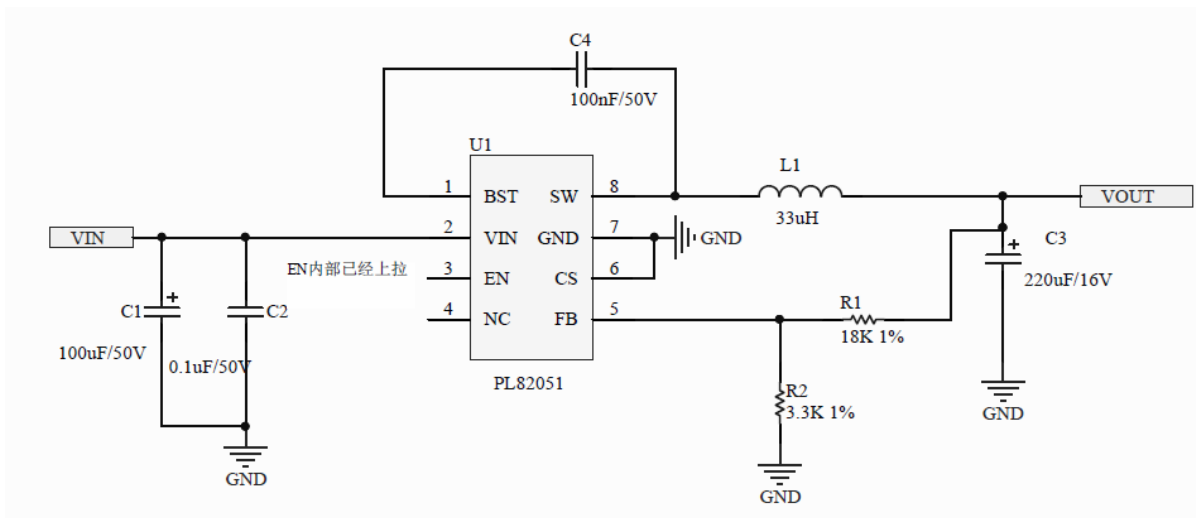 C4
100nF/50V
U1
1 BST SW 8
L1
33uH
VOUT
VIN
2 VIN GND 7
GND
C3
220uF/16V
EN内部已经上拉
3 EN CS 6
4 NC FB 5
C1
100uF/50V
C2
0.1uF/50V
R1
18K 1%
PL82051
R2
3.3K 1%
GND
GND
GND